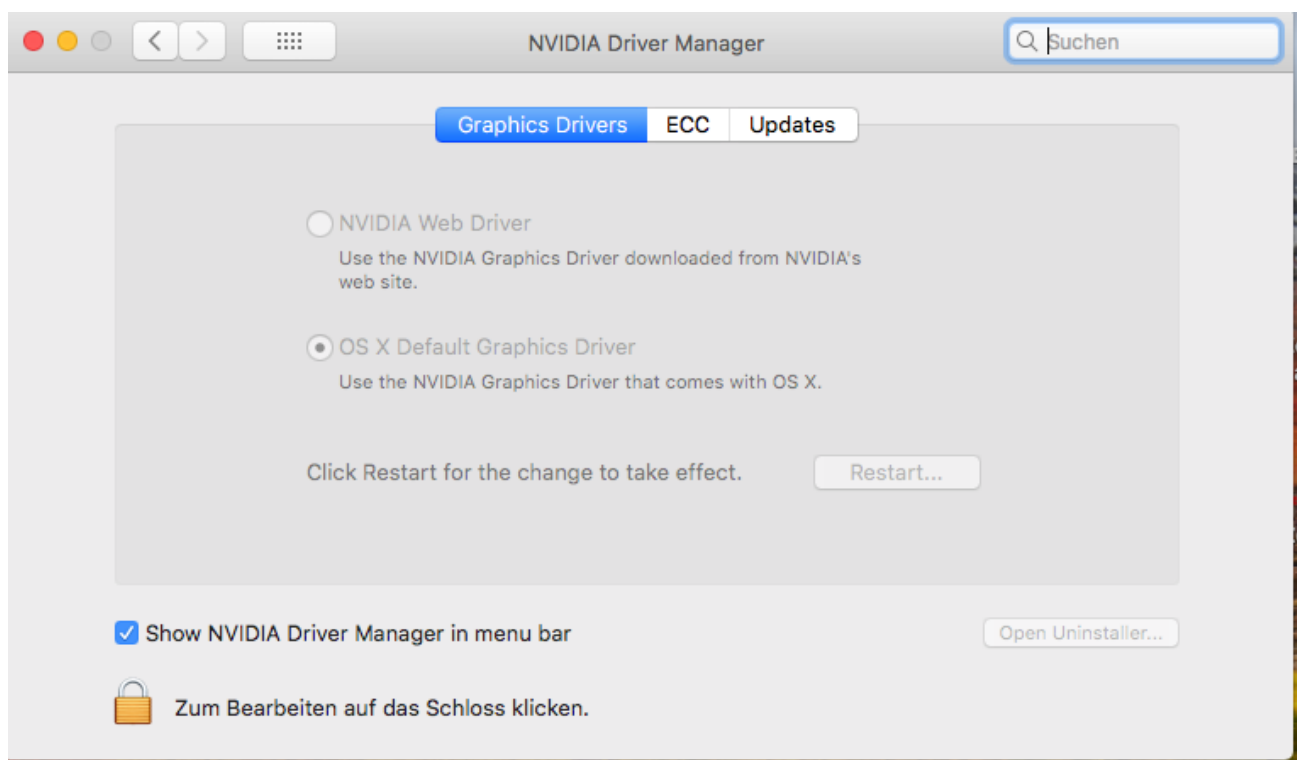 NVIDIA Driver Manager
Suchen
Graphics Drivers
ECC
Updates
NVIDIA Web Driver
Use the NVIDIA Graphics Driver downloaded from NVIDIA's
web site.
OS X Default Graphics Driver
Use the NVIDIA Graphics Driver that comes with OS X.
Click Restart for the change to take effect.
Restart...
Show NVIDIA Driver Manager in menu bar
Open Uninstaller...
Zum Bearbeiten auf das Schloss klicken.